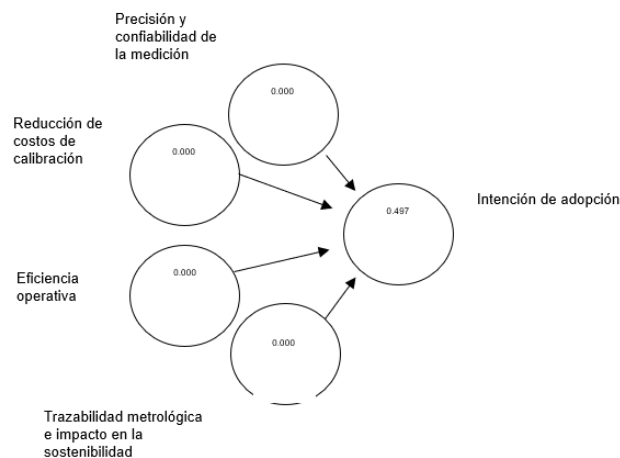 Precisión y
confiabilidad de
la medición
0.000
Reducción de
costos de
calibración
0.000
Intención de adopción
0.497
Eficiencia
operativa
0.000
0.000
Trazabilidad metrológica
e impacto en la
sostenibilidad